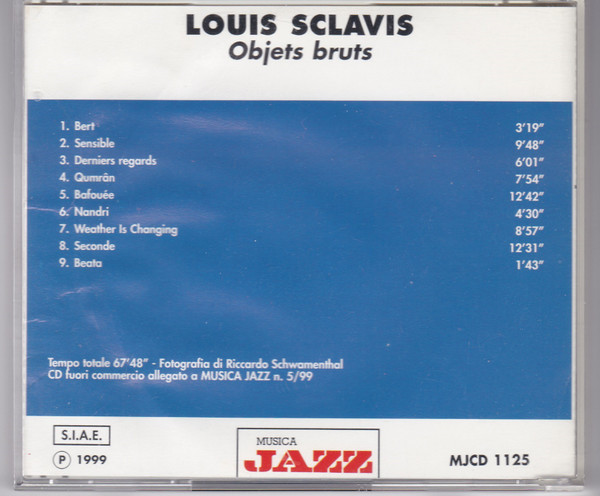 LOUIS SCLAVIS
Objets bruts
1. Bert 3'19"
2. Sensible 9'48"
3. Derniers regards 6'01"
4. Qumrân 7'54"
5. Bafouée 12'42"
6. Nandri 4'30"
7. Weather Is Changing 8'57"
8. Seconde 12'31"
9. Beata 1'43"
Tempo totale 67'48" - Fotografia di Riccardo Schwamenthal
CD fuori commercio allegato a MUSICA JAZZ n. 5/99
S.I.A.E.
℗ 1999
MUSICA
JAZZ
MJCD 1125